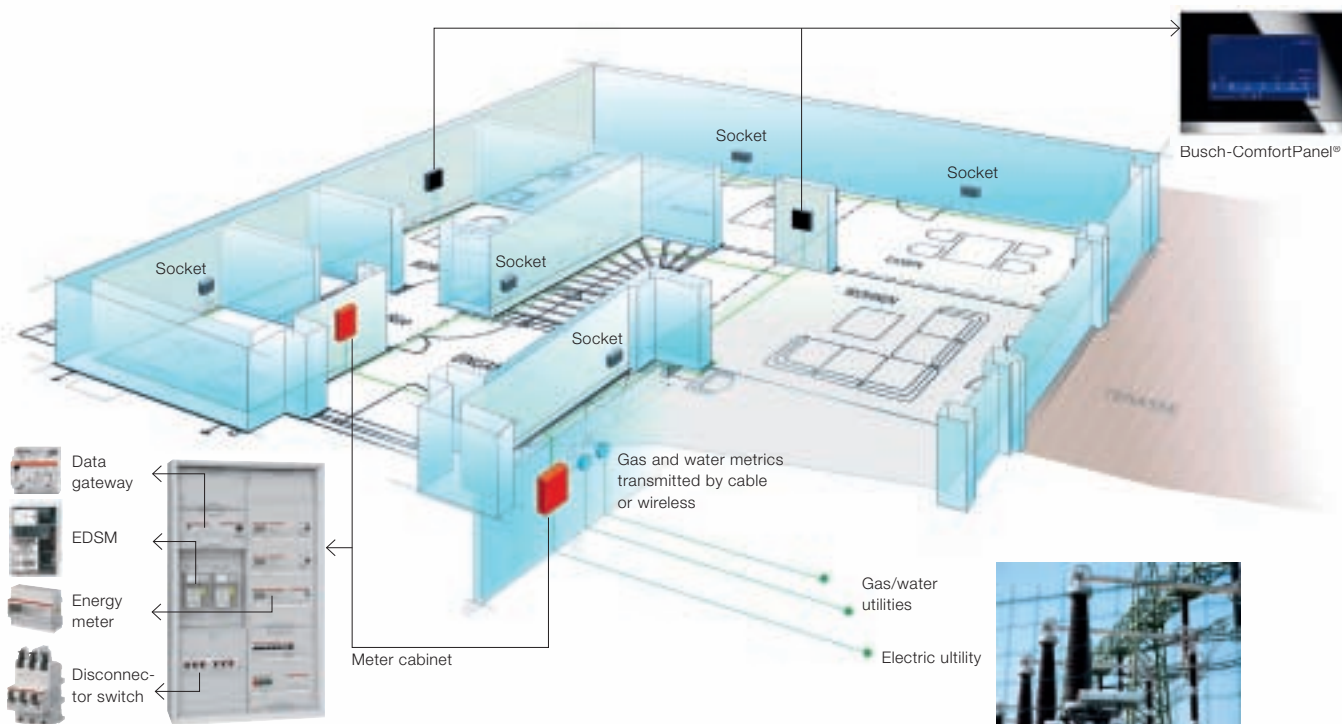 Busch-ComfortPanel®
Socket
Socket
Socket
Socket
Socket
TERASSE
Data
gateway
EDSM
Energy
meter
Disconnec-
tor switch
Meter cabinet
Gas and water metrics
transmitted by cable
or wireless
Gas/water
utilities
Electric ultility